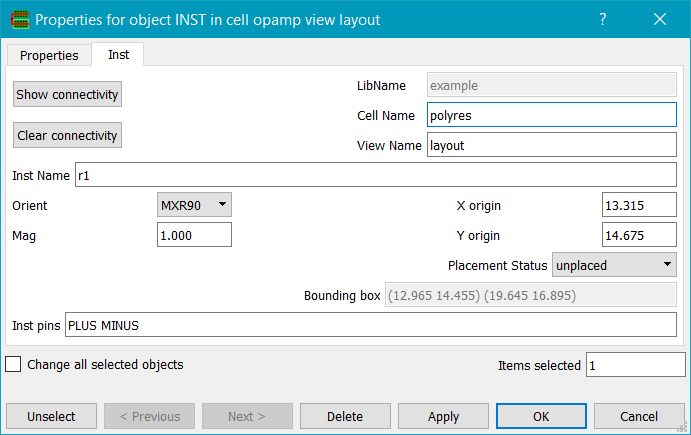 Properties for object INST in cell opamp view layout
Properties Inst
Show connectivity
LibName example
Cell Name polyres
Clear connectivity
View Name layout
Inst Name r1
Orient MXR90 X origin 13.315
Mag 1.000 Y origin 14.675
Placement Status unplaced
Bounding box (12.965 14.455) (19.645 16.895)
Inst pins PLUS MINUS
Change all selected objects Items selected 1
Unselect < Previous Next > Delete Apply OK Cancel